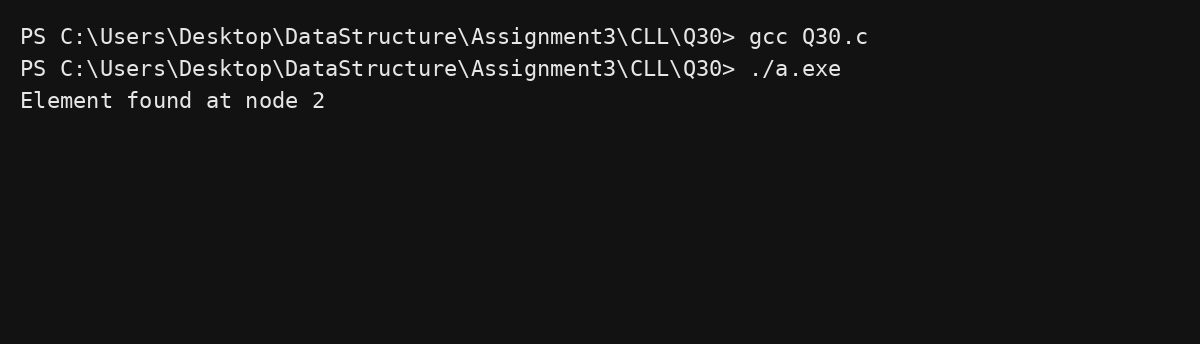 PS C:\Users\Desktop\DataStructure\Assignment3\CLL\Q30> gcc Q30.c
PS C:\Users\Desktop\DataStructure\Assignment3\CLL\Q30> ./a.exe
Element found at node 2